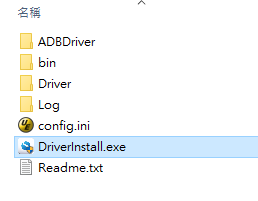 名稱
ADBDriver
bin
Driver
Log
config.ini
DriverInstall.exe
Readme.txt